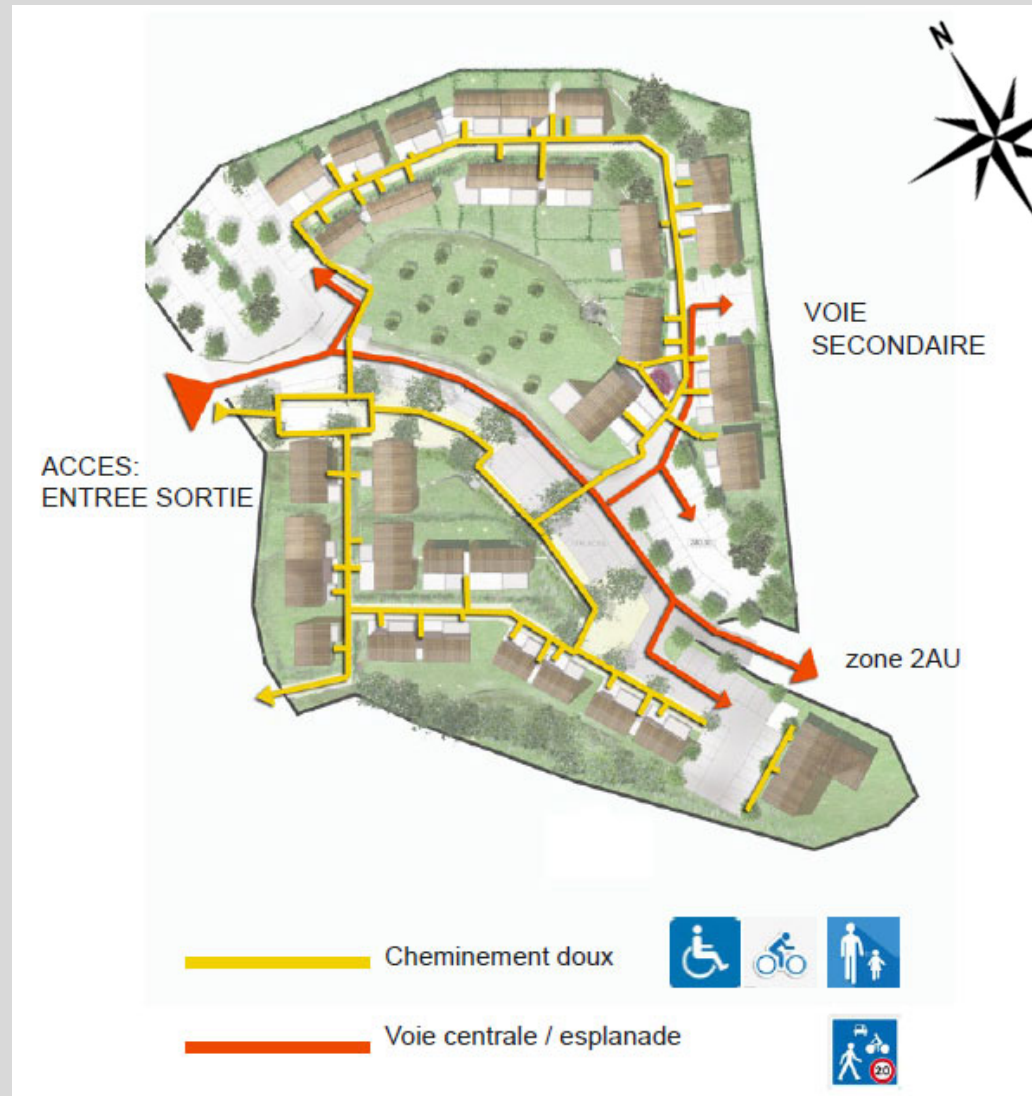 N
VOIE
SECONDAIRE
ACCES:
ENTREE SORTIE
zone 2AU
Cheminement doux
Voie centrale / esplanade
20